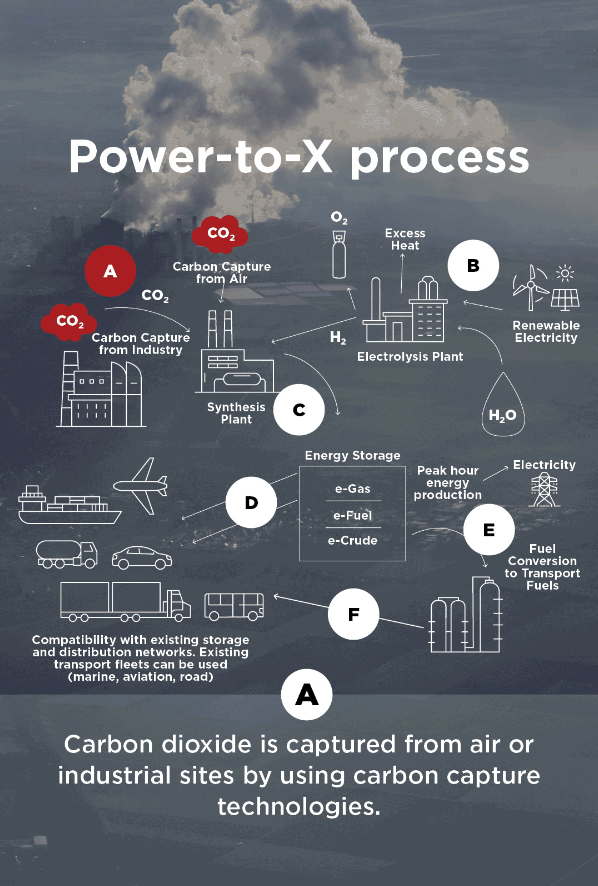 Power-to-X process
CO₂
Carbon Capture
from Air
A
CO₂
CO₂
Carbon Capture
from Industry
O₂
Excess
Heat
B
Renewable
Electricity
H₂
Electrolysis Plant
H₂O
Synthesis
Plant
C
Energy Storage
e-Gas
e-Fuel
e-Crude
D
Peak hour
energy
production
Electricity
E
Fuel
Conversion
to Transport
Fuels
F
Compatibility with existing storage
and distribution networks. Existing
transport fleets can be used
(marine, aviation, road)
A
Carbon dioxide is captured from air or
industrial sites by using carbon capture
technologies.